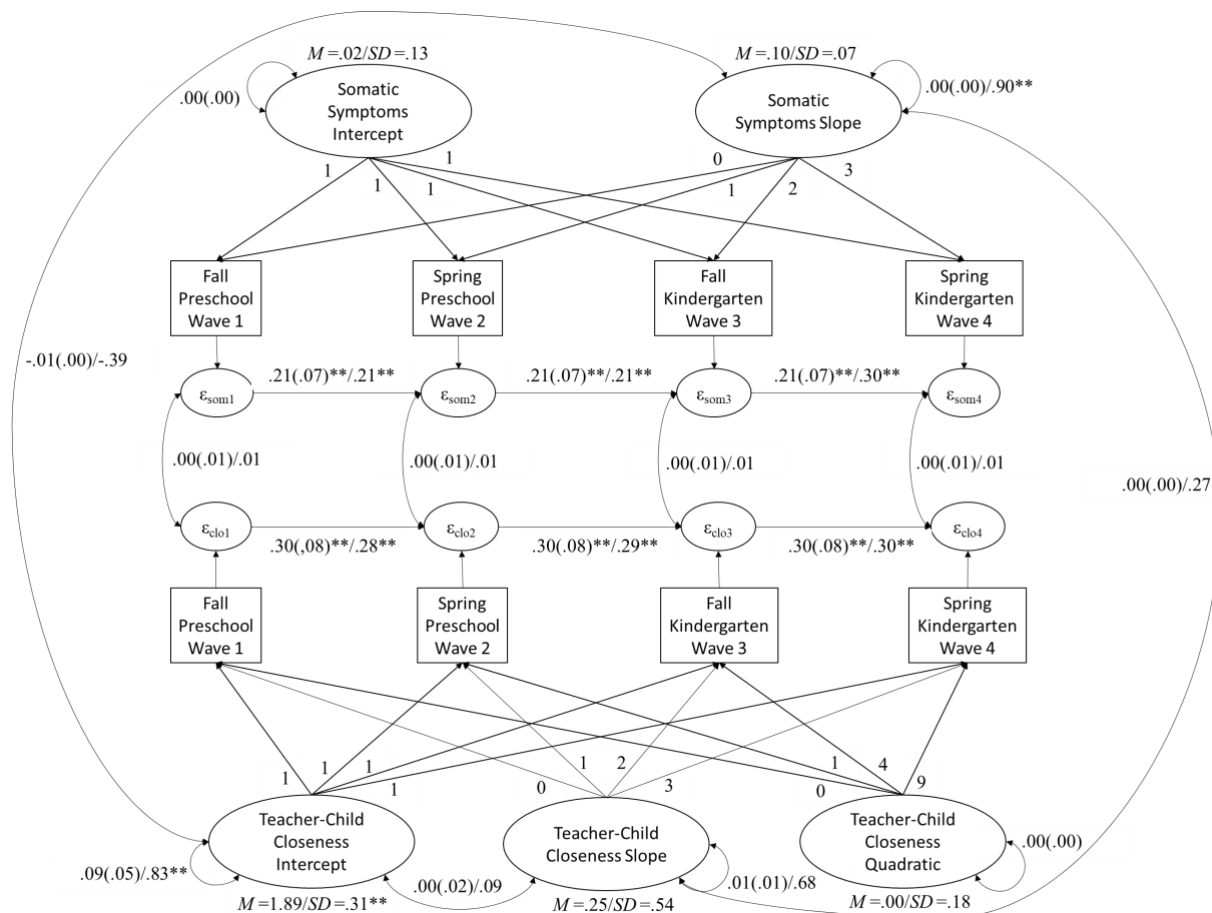 M =.02/SD =.13
M =.10/SD =.07
.00(.00)
Somatic
Symptoms
Intercept
Somatic
Symptoms Slope
.00(.00)/.90**
1
1
1
1
0
1
2
3
Fall
Preschool
Wave 1
Spring
Preschool
Wave 2
Fall
Kindergarten
Wave 3
Spring
Kindergarten
Wave 4
-.01(.00)/-.39
εsom1
.21(.07)**/.21**
εsom2
.21(.07)**/.21**
εsom3
.21(.07)**/.30**
εsom4
.00(.01)/.01
.00(.01)/.01
.00(.01)/.01
.00(.01)/.01
.00(.00)/.27
εclo1
.30(,08)**/.28**
εclo2
.30(.08)**/.29**
εclo3
.30(.08)**/.30**
εclo4
Fall
Preschool
Wave 1
Spring
Preschool
Wave 2
Fall
Kindergarten
Wave 3
Spring
Kindergarten
Wave 4
1
1
1
1
0
1
2
3
0
1
4
9
Teacher-Child
Closeness
Intercept
Teacher-Child
Closeness Slope
Teacher-Child
Closeness
Quadratic
.09(.05)/.83**
.00(.02)/.09
.01(.01)/.68
.00(.00)
M =1.89/SD =.31**
M =.25/SD =.54
M =.00/SD =.18